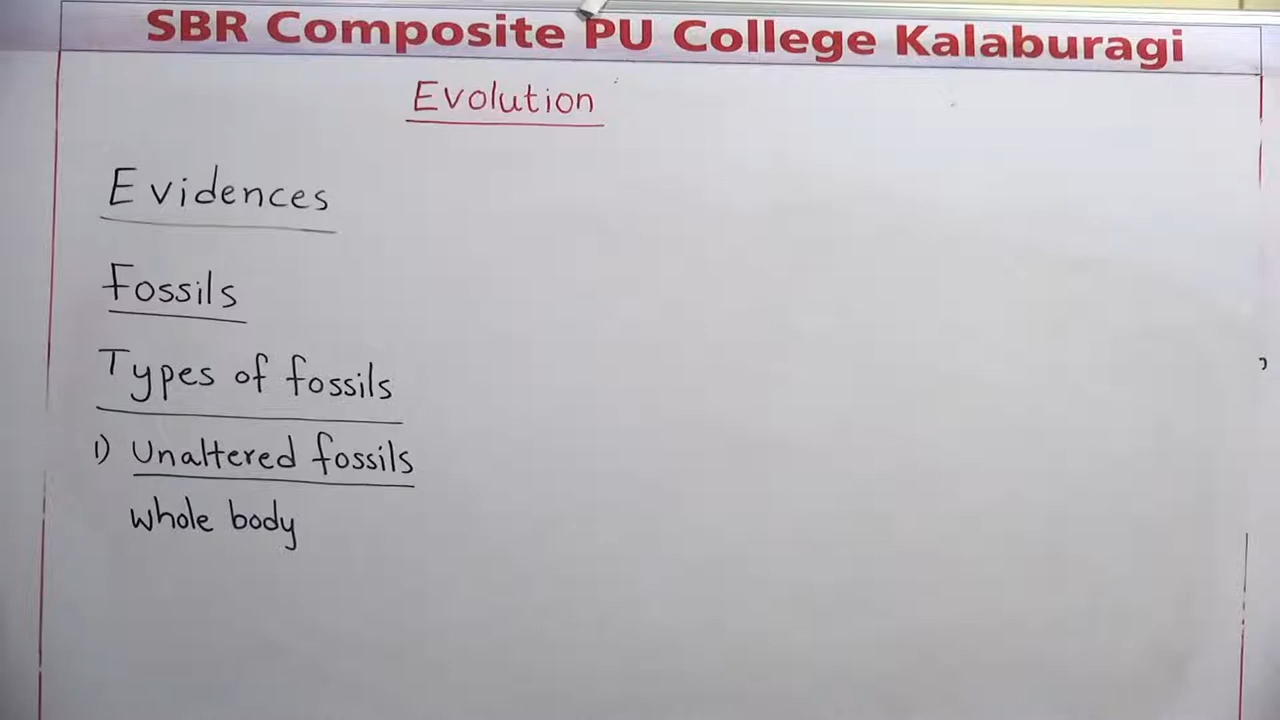 SBR Composite PU College Kalaburagi
Evolution
Evidences
Fossils
Types of fossils
1) Unaltered fossils
whole body